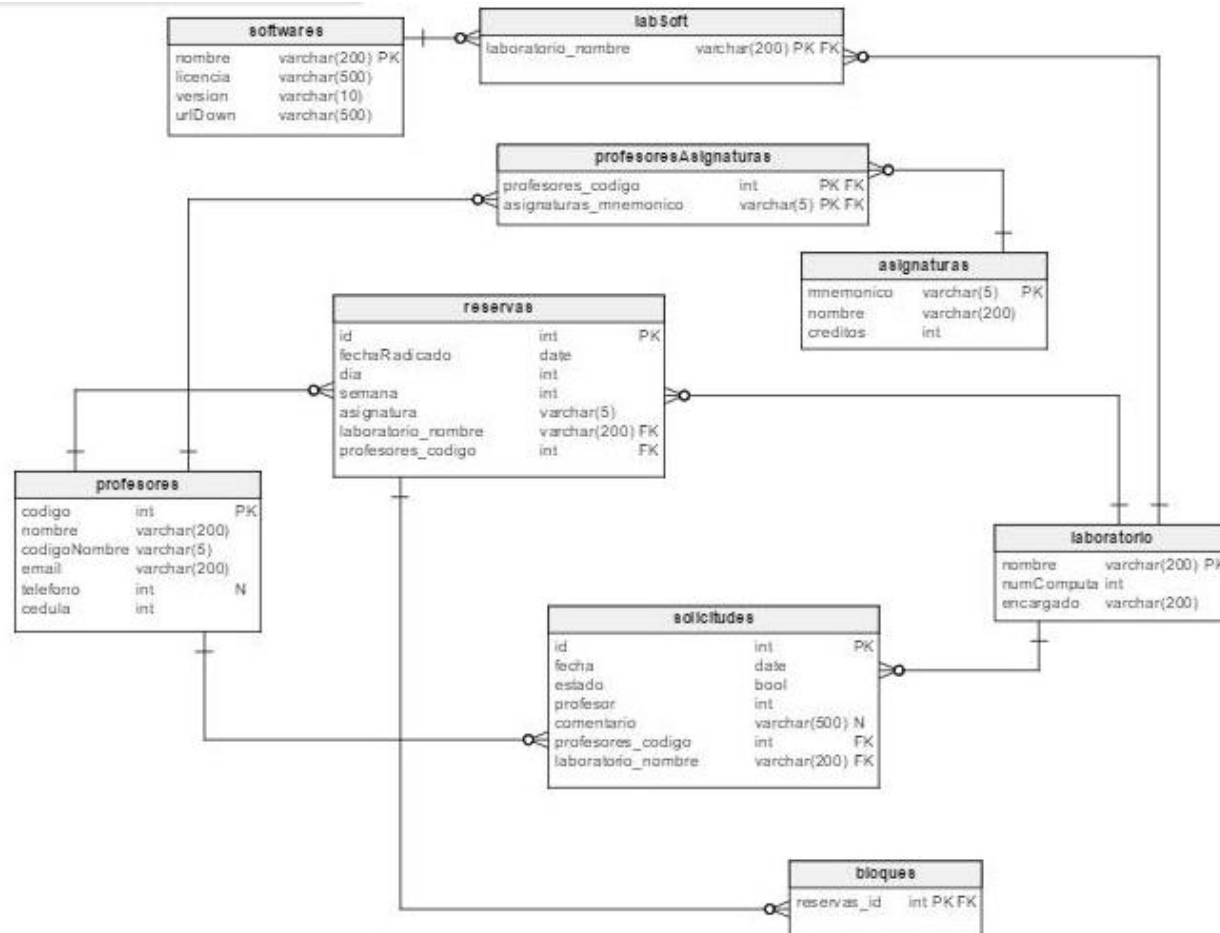 softwares
nombre varchar(200) PK
licencia varchar(500)
version varchar(10)
urlDown varchar(500)
labSoft
laboratorio_nombre varchar(200) PK FK
profesoresAsignaturas
profesores_codigo int PK FK
asignaturas_mnemonico varchar(5) PK FK
asignaturas
mnemonico varchar(5) PK
nombre varchar(200)
creditos int
reservas
id int PK
fechaRadicado date
dia int
semana int
asignatura varchar(5)
laboratorio_nombre varchar(200) FK
profesores_codigo int FK
profesores
codigo int PK
nombre varchar(200)
codigoNombre varchar(5)
email varchar(200)
telefono int N
cedula int
laboratorio
nombre varchar(200) PK
numComputa int
encargado varchar(200)
solicitudes
id int PK
fecha date
estado bool
profesor int
comentario varchar(500) N
profesores_codigo int FK
laboratorio_nombre varchar(200) FK
bloques
reservas_id int PK FK